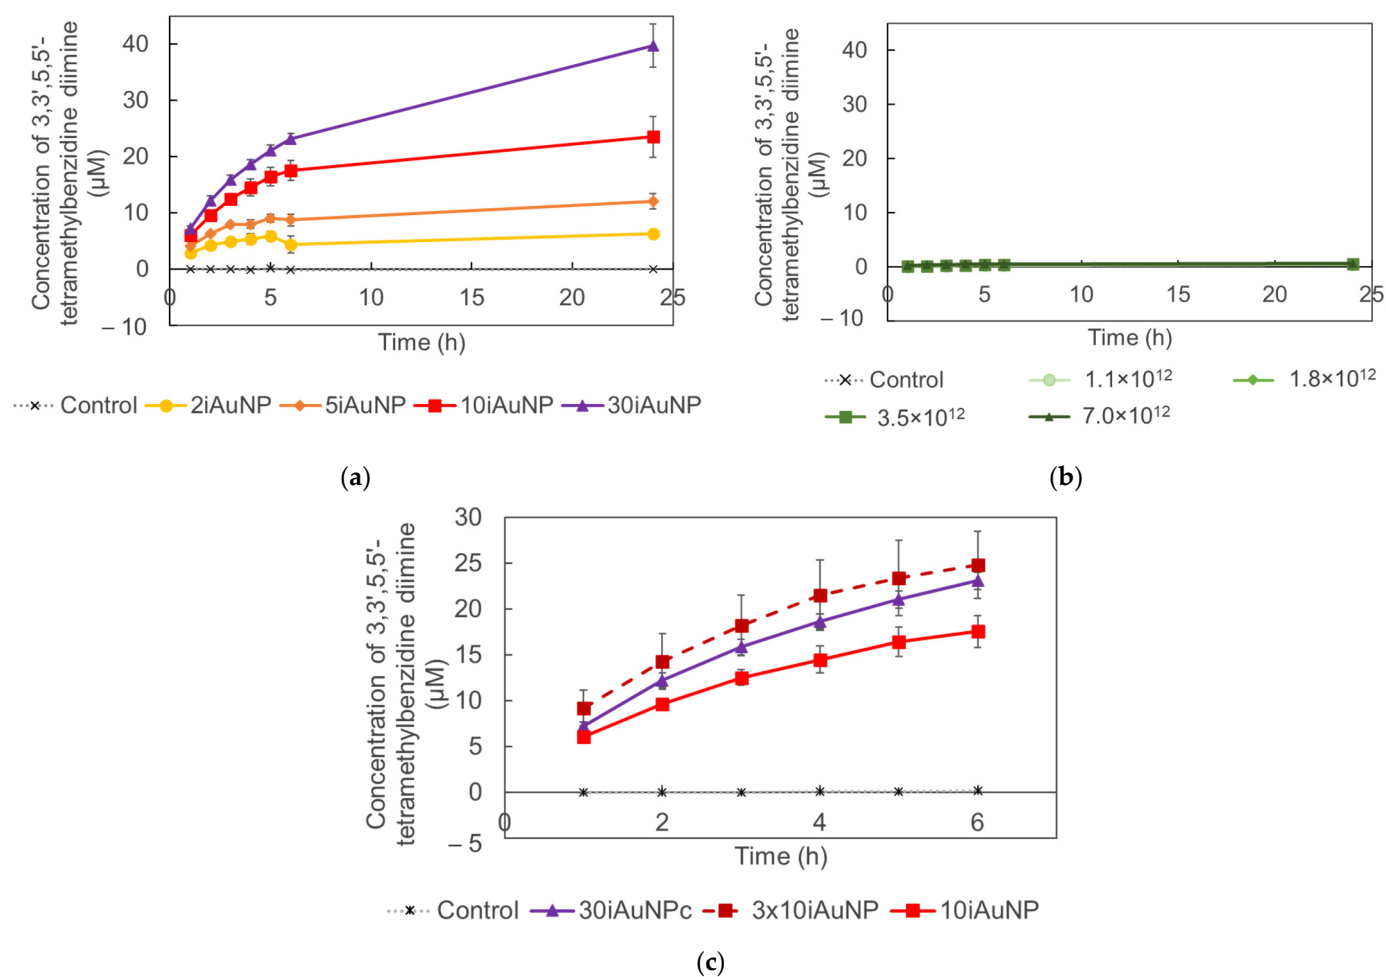 Concentration of 3,3',5,5'-
tetramethylbenzidine diimine
(µM)
40
30
20
10
0
– 10
0 5 10 15 20 25
Time (h)
Control 2iAuNP 5iAuNP 10iAuNP 30iAuNP
(a)
Concentration of 3,3',5,5'-
tetramethylbenzidine diimine
(µM)
40
30
20
10
0
– 10
0 5 10 15 20 25
Time (h)
Control 1.1×10¹² 1.8×10¹²
3.5×10¹² 7.0×10¹²
(b)
Concentration of 3,3',5,5'-
tetramethylbenzidine diimine
(µM)
30
25
20
15
10
5
0
– 5
0 2 4 6
Time (h)
Control 30iAuNPc 3x10iAuNP 10iAuNP
(c)